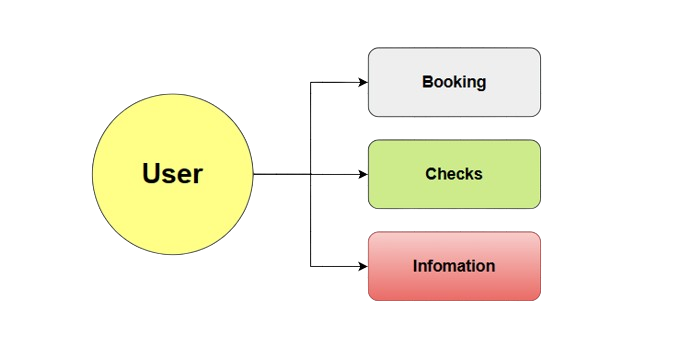 User
Booking
Checks
Infomation